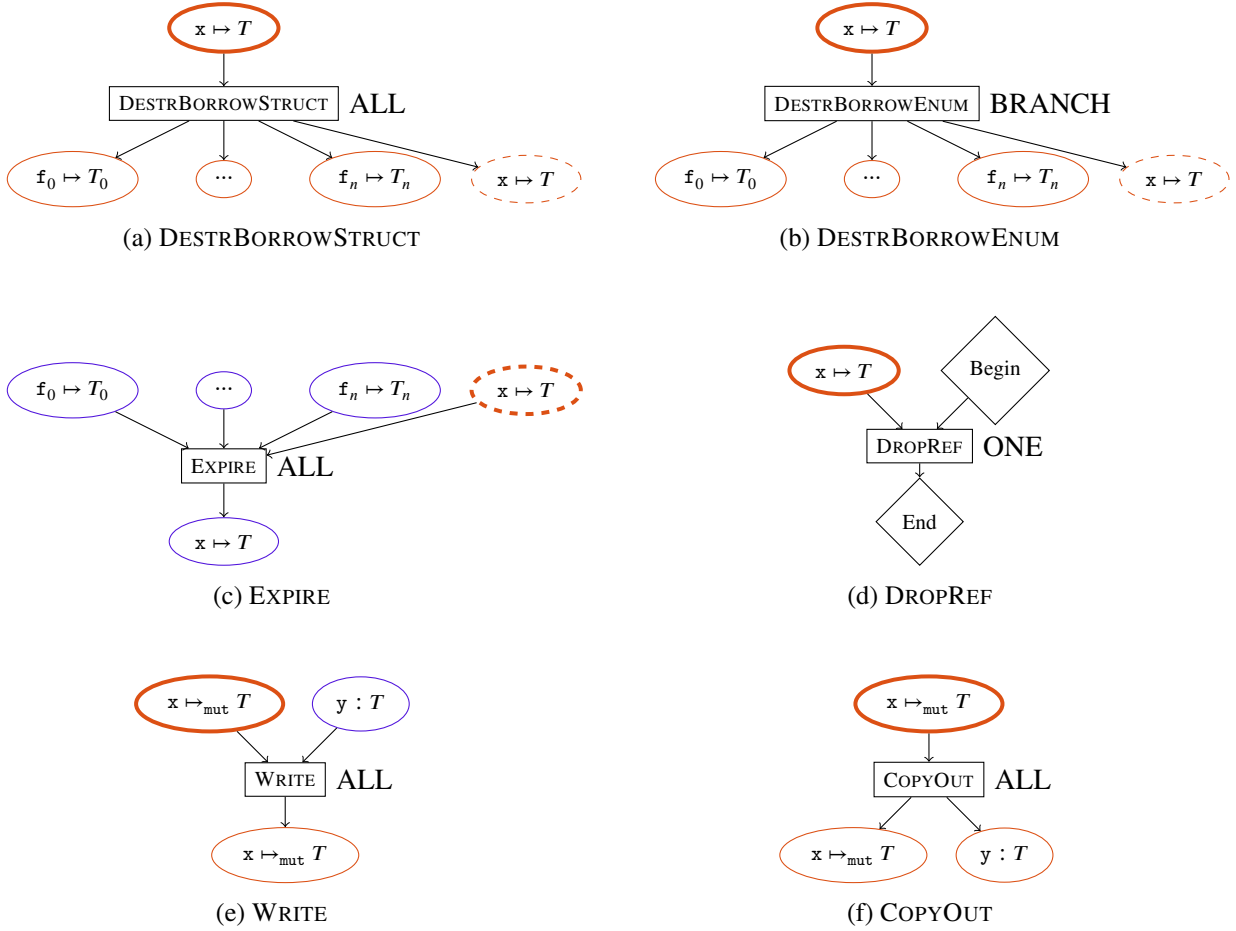 x ↦ T
DESTRBORROWSTRUCT ALL
f₀ ↦ T₀ ... fₙ ↦ Tₙ x ↦ T
(a) DESTRBORROWSTRUCT
x ↦ T
DESTRBORROWENUM BRANCH
f₀ ↦ T₀ ... fₙ ↦ Tₙ x ↦ T
(b) DESTRBORROWENUM
f₀ ↦ T₀ ... fₙ ↦ Tₙ x ↦ T
EXPIRE ALL
x ↦ T
(c) EXPIRE
x ↦ T Begin
DROPREF ONE
End
(d) DROPREF
x ↦mut T y : T
WRITE ALL
x ↦mut T
(e) WRITE
x ↦mut T
COPYOUT ALL
x ↦mut T y : T
(f) COPYOUT